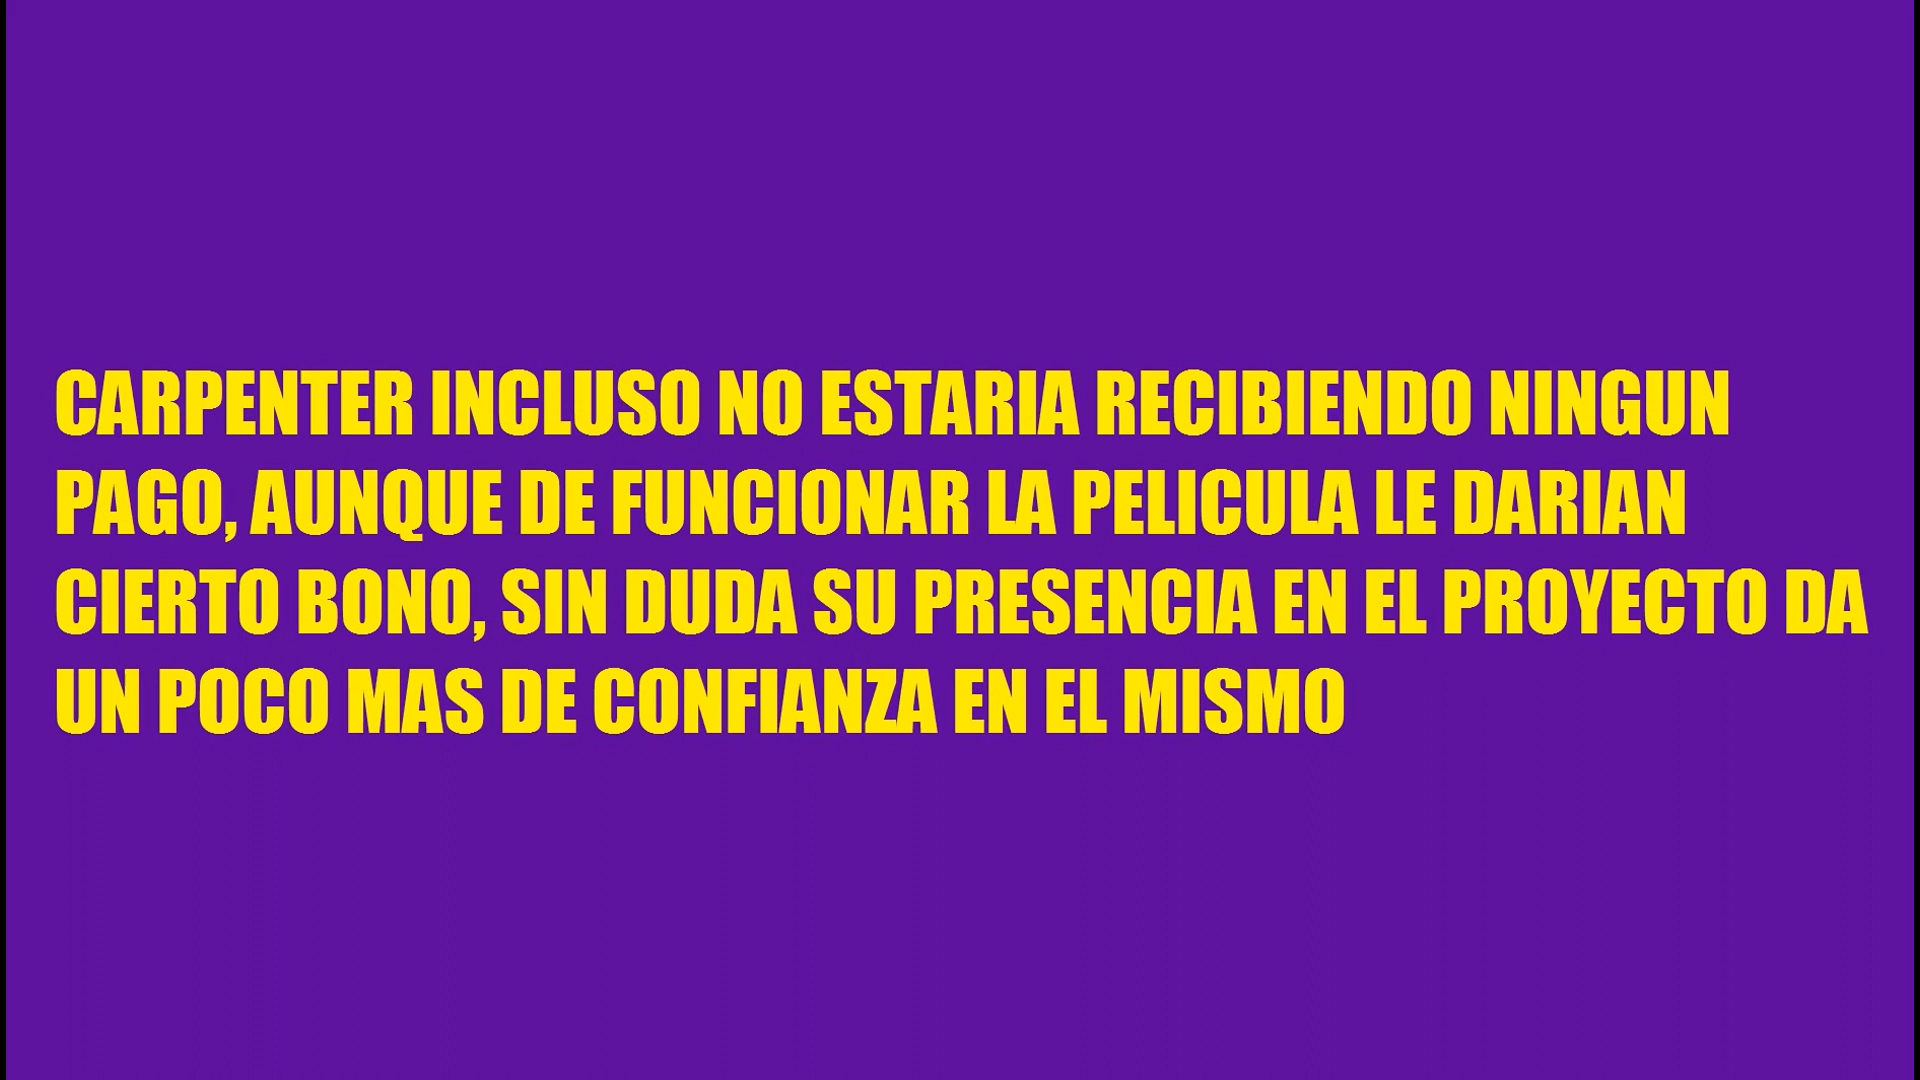 CARPENTER INCLUSO NO ESTARIA RECIBIENDO NINGUN
PAGO, AUNQUE DE FUNCIONAR LA PELICULA LE DARIAN
CIERTO BONO, SIN DUDA SU PRESENCIA EN EL PROYECTO DA
UN POCO MAS DE CONFIANZA EN EL MISMO